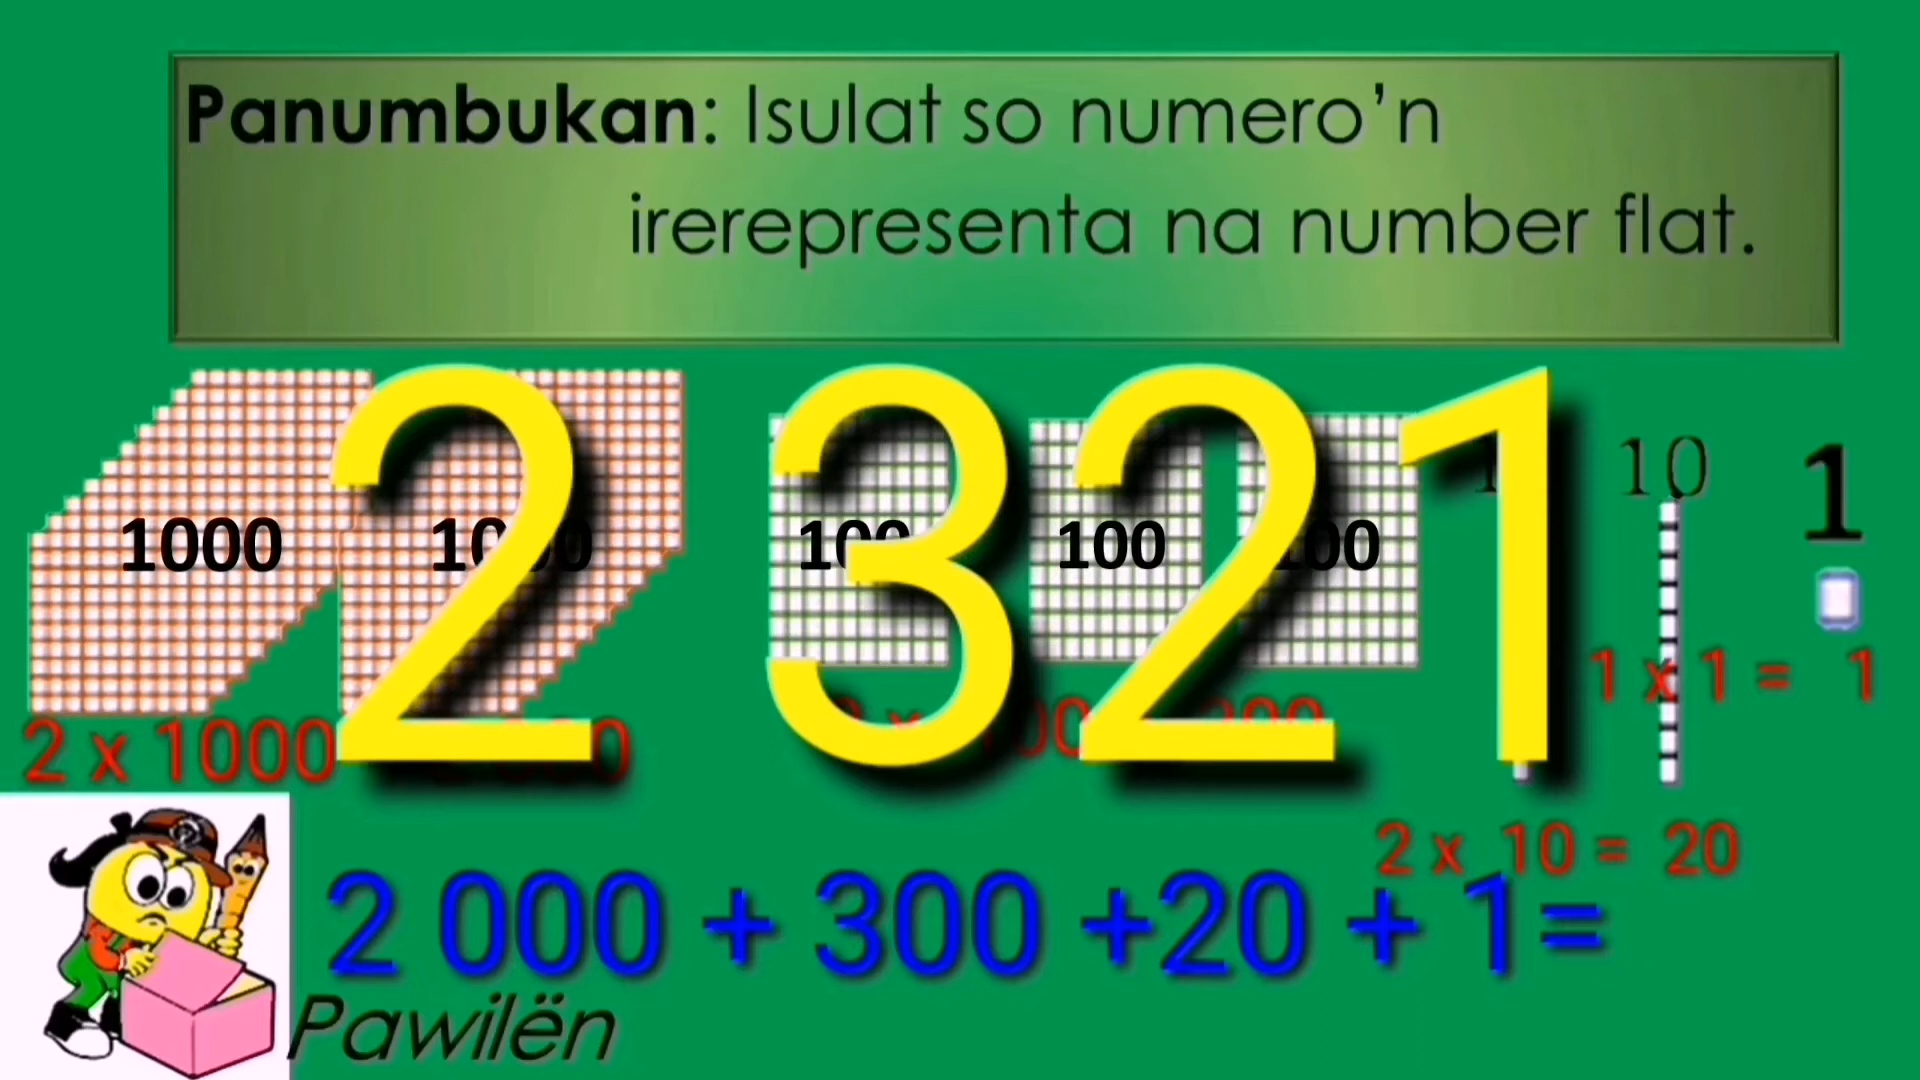 Panumbukan: Isulat so numero'n
irerepresenta na number flat.
2 321
1000
100
10
1
2 x 1000
1 x 1 = 1
2 x 10 = 20
2 000 + 300 +20 + 1=
Pawilën